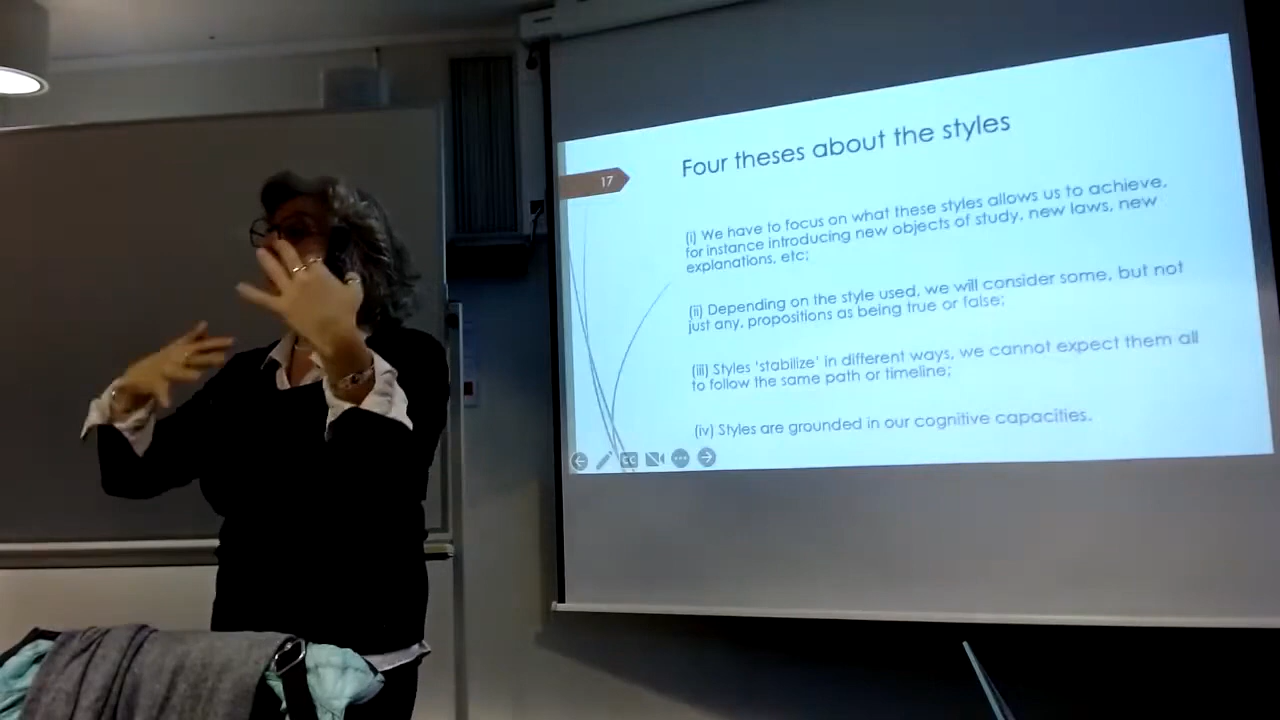 Four theses about the styles
17
(i) We have to focus on what these styles allows us to achieve,
for instance introducing new objects of study, new laws, new
explanations, etc;
(ii) Depending on the style used, we will consider some, but not
just any, propositions as being true or false;
(iii) Styles ‘stabilize’ in different ways, we cannot expect them all
to follow the same path or timeline;
(iv) Styles are grounded in our cognitive capacities.
CC